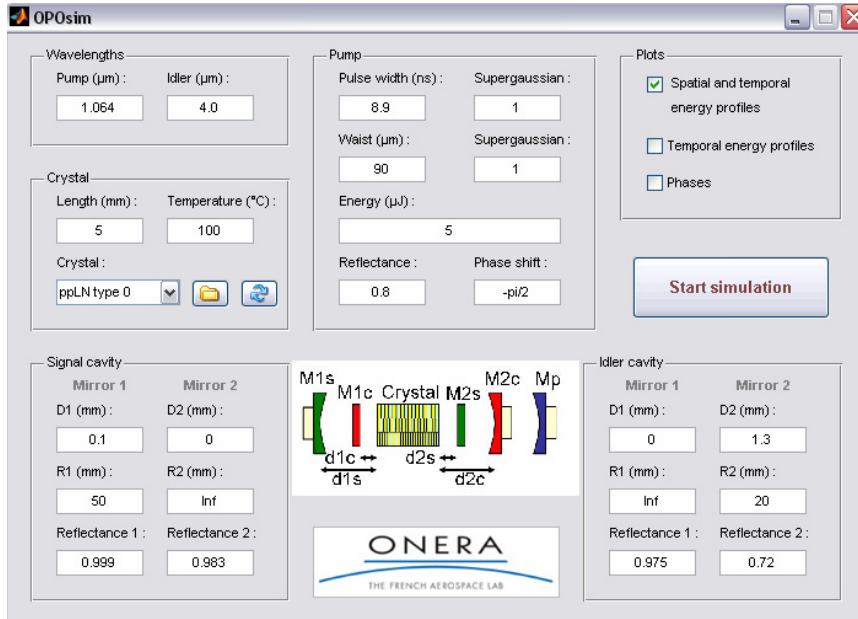 OPOsim
Wavelengths
Pump (µm) : Idler (µm) :
1.064 4.0
Crystal
Length (mm) : Temperature (°C) :
5 100
Crystal :
ppLN type 0
Pump
Pulse width (ns) : Supergaussian :
8.9 1
Waist (µm) : Supergaussian :
90 1
Energy (µJ) :
5
Reflectance : Phase shift :
0.8 -pi/2
Plots
Spatial and temporal
energy profiles
Temporal energy profiles
Phases
Start simulation
Signal cavity
Mirror 1 Mirror 2
D1 (mm) : D2 (mm) :
0.1 0
R1 (mm) : R2 (mm) :
50 Inf
Reflectance 1 : Reflectance 2 :
0.999 0.983
M1s M1c Crystal M2s M2c Mp
d1c d2s
d1s d2c
ONERA
THE FRENCH AEROSPACE LAB
Idler cavity
Mirror 1 Mirror 2
D1 (mm) : D2 (mm) :
0 1.3
R1 (mm) : R2 (mm) :
Inf 20
Reflectance 1 : Reflectance 2 :
0.975 0.72